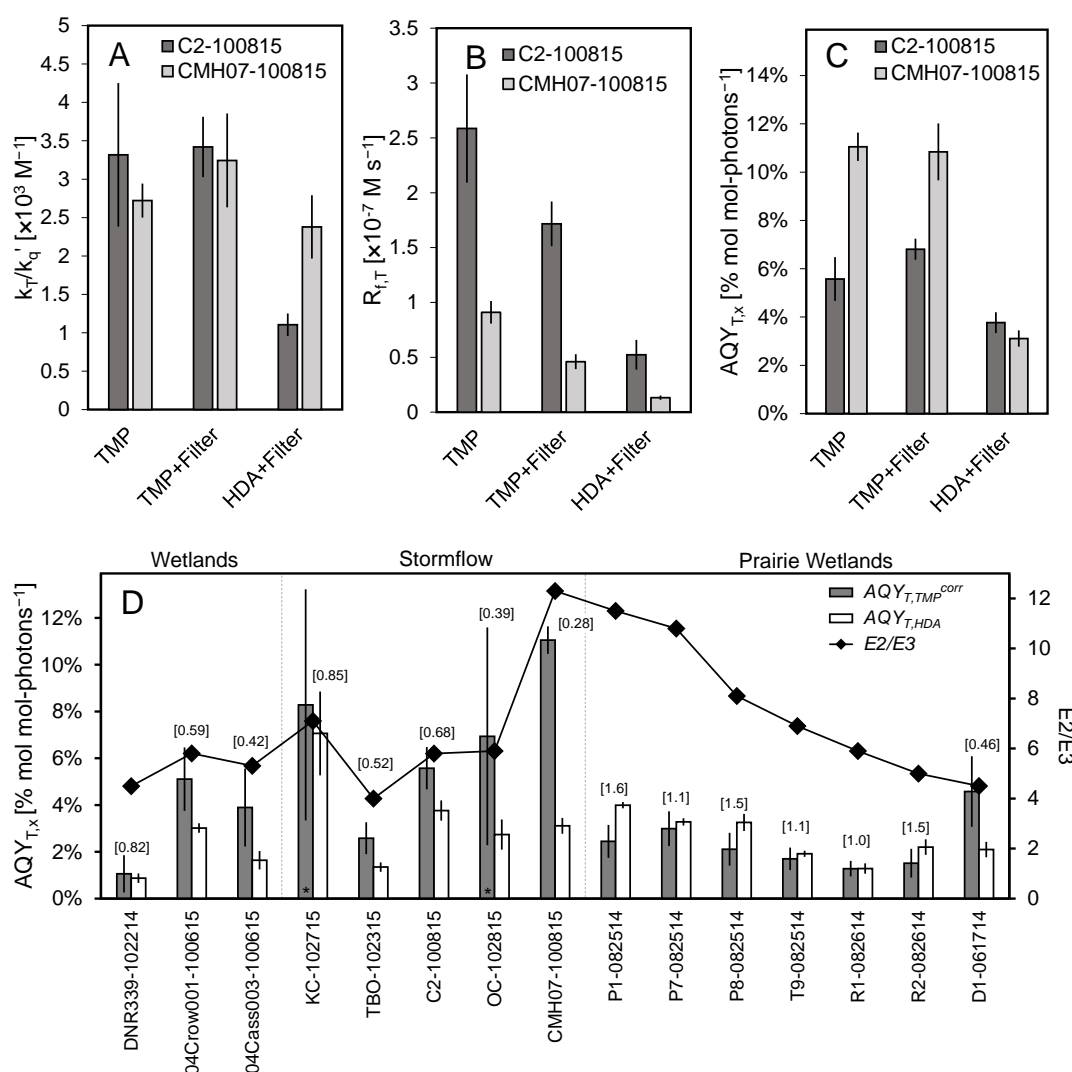 A
C2-100815
CMH07-100815
5
4.5
4
3.5
3
2.5
2
1.5
1
0.5
0
k_T/k_q' [×10³ M⁻¹]
TMP
TMP+Filter
HDA+Filter
B
C2-100815
CMH07-100815
3.5
3
2.5
2
1.5
1
0.5
0
R_f,T [×10⁻⁷ M s⁻¹]
TMP
TMP+Filter
HDA+Filter
C
C2-100815
CMH07-100815
14%
12%
10%
8%
6%
4%
2%
0%
AQY_T,x [% mol mol-photons⁻¹]
TMP
TMP+Filter
HDA+Filter
Wetlands
Stormflow
Prairie Wetlands
D
AQY_T,TMP^corr
AQY_T,HDA
E2/E3
12%
10%
8%
6%
4%
2%
0%
AQY_T,x [% mol mol-photons⁻¹]
12
10
8
6
4
2
0
E2/E3
[0.82]
[0.59]
[0.42]
[0.85]
[0.52]
[0.68]
[0.39]
[0.28]
[1.6]
[1.1]
[1.5]
[1.1]
[1.0]
[1.5]
[0.46]
*
*
DNR339-102214
04Crow001-100615
04Cass003-100615
KC-102715
TBO-102315
C2-100815
OC-102815
CMH07-100815
P1-082514
P7-082514
P8-082514
T9-082514
R1-082614
R2-082614
D1-061714